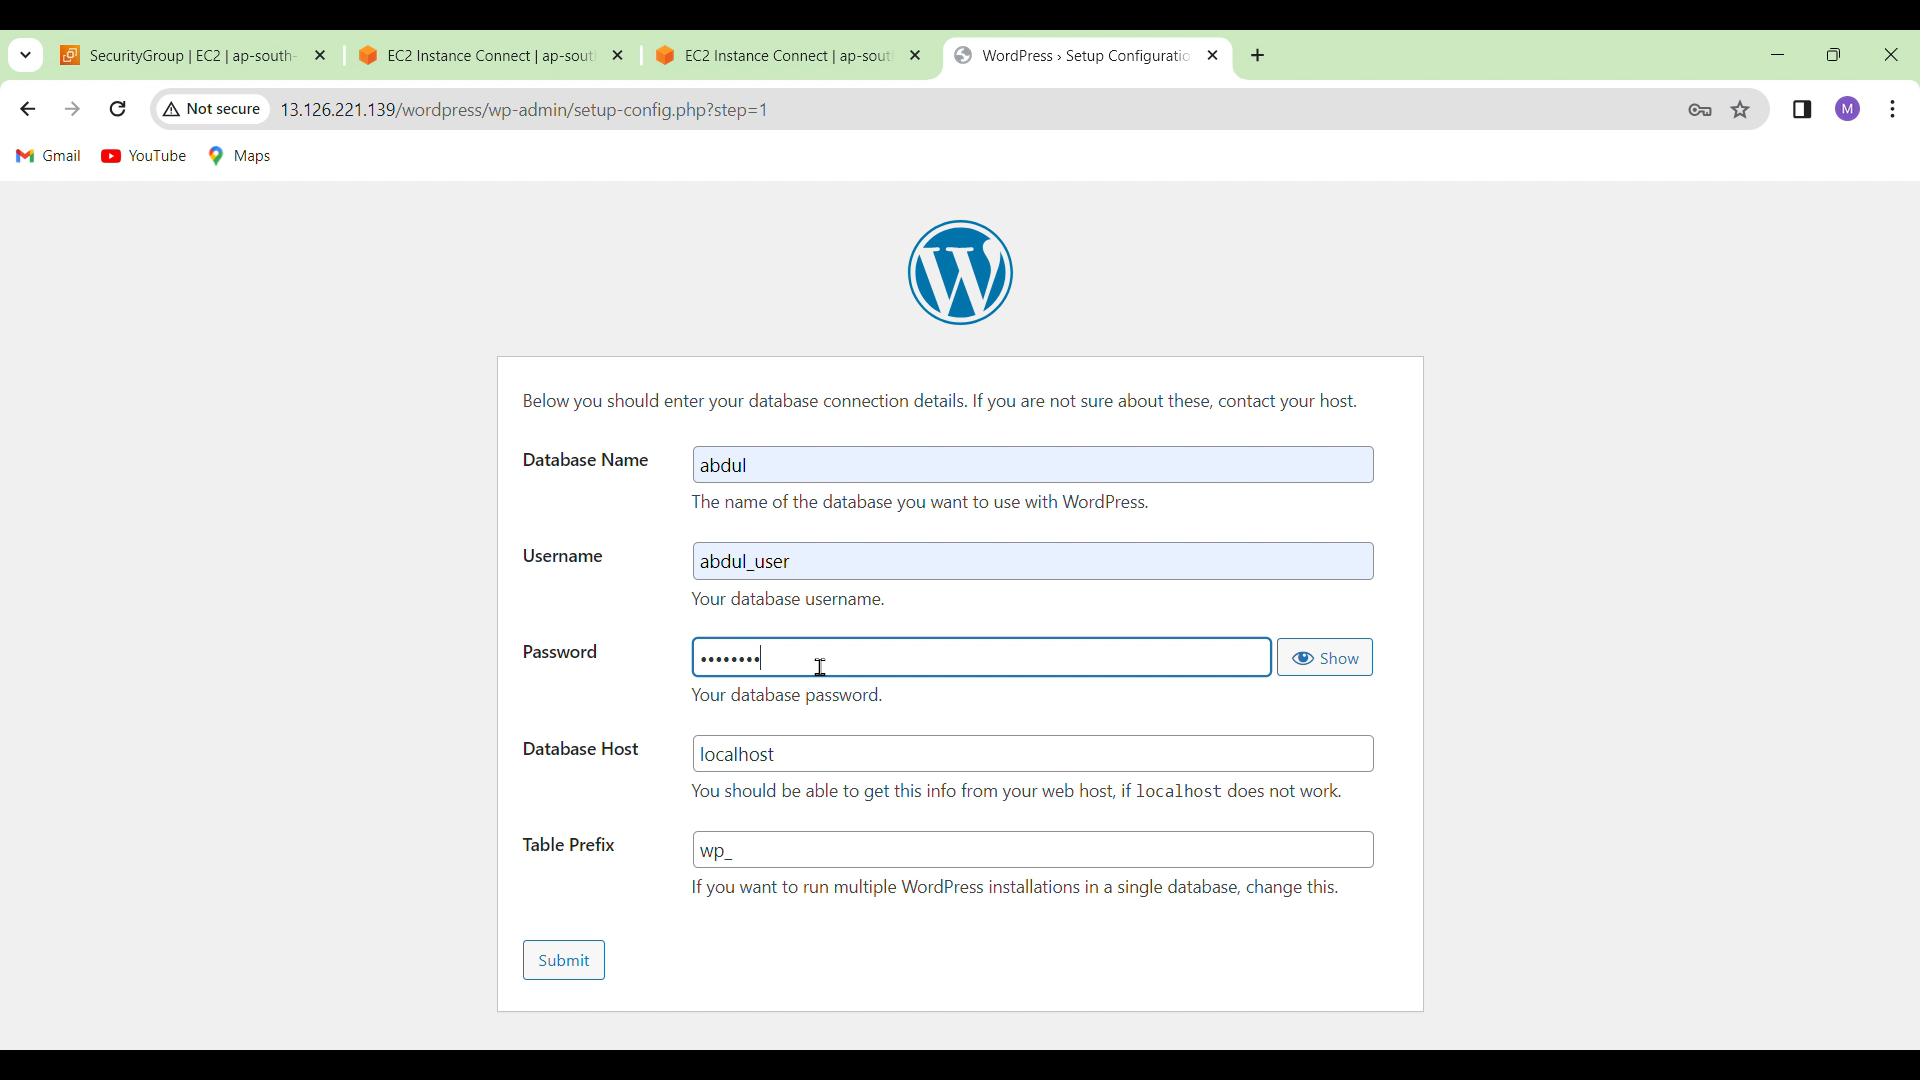 SecurityGroup | EC2 | ap-south-
EC2 Instance Connect | ap-sout
EC2 Instance Connect | ap-sout
WordPress › Setup Configuratio
Not secure
13.126.221.139/wordpress/wp-admin/setup-config.php?step=1
M
Gmail
YouTube
Maps
Below you should enter your database connection details. If you are not sure about these, contact your host.
Database Name
abdul
The name of the database you want to use with WordPress.
Username
abdul_user
Your database username.
Password
••••••••
Show
Your database password.
Database Host
localhost
You should be able to get this info from your web host, if localhost does not work.
Table Prefix
wp_
If you want to run multiple WordPress installations in a single database, change this.
Submit